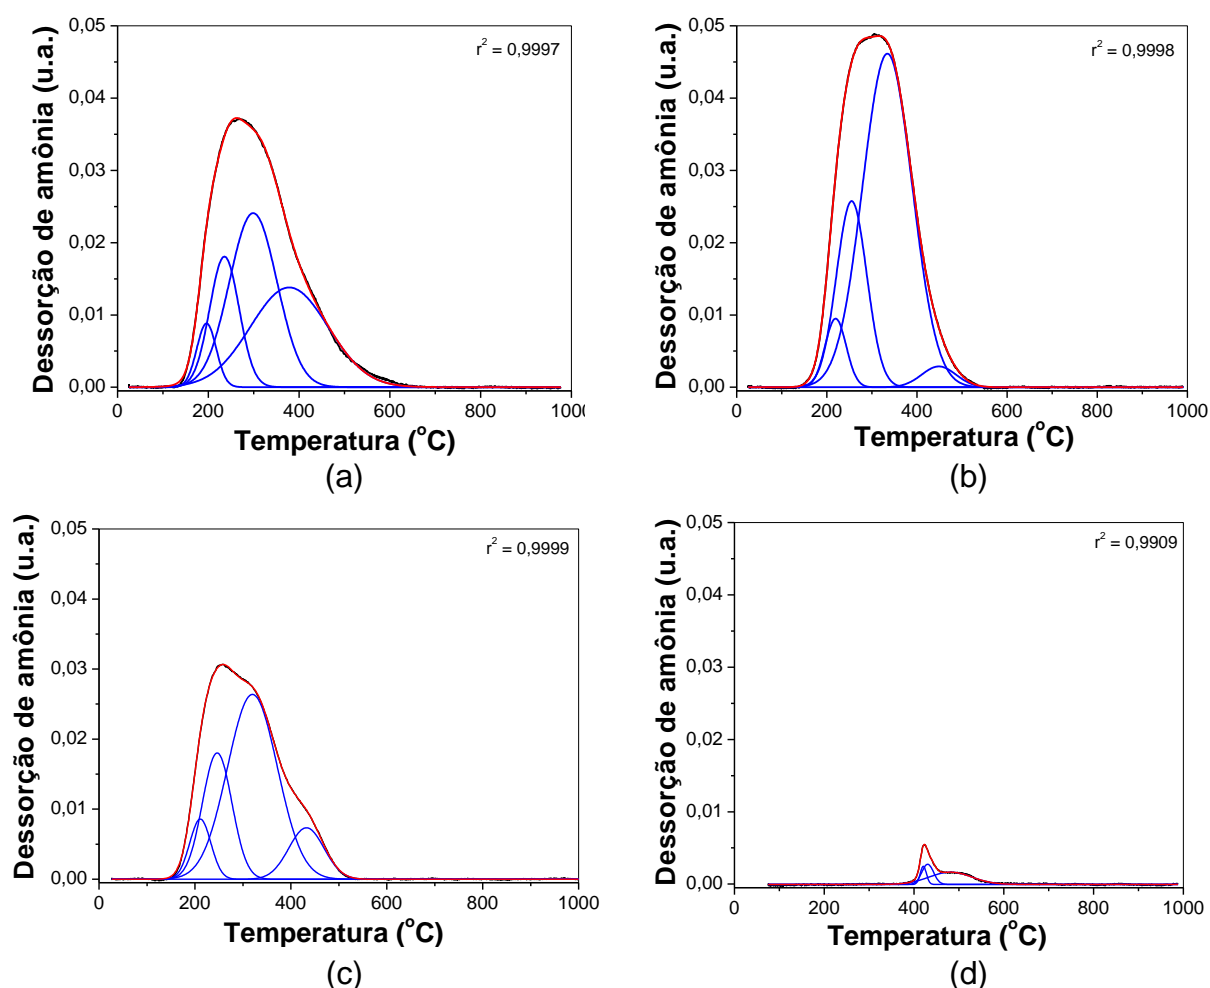 Dessorção de amônia (u.a.)
0,05
0,04
0,03
0,02
0,01
0,00
r² = 0,9997
0 200 400 600 800 1000
Temperatura (°C)
(a)
Dessorção de amônia (u.a.)
0,05
0,04
0,03
0,02
0,01
0,00
r² = 0,9998
0 200 400 600 800 1000
Temperatura (°C)
(b)
Dessorção de amônia (u.a.)
0,05
0,04
0,03
0,02
0,01
0,00
r² = 0,9999
0 200 400 600 800 1000
Temperatura (°C)
(c)
Dessorção de amônia (u.a.)
0,05
0,04
0,03
0,02
0,01
0,00
r² = 0,9909
0 200 400 600 800 1000
Temperatura (°C)
(d)